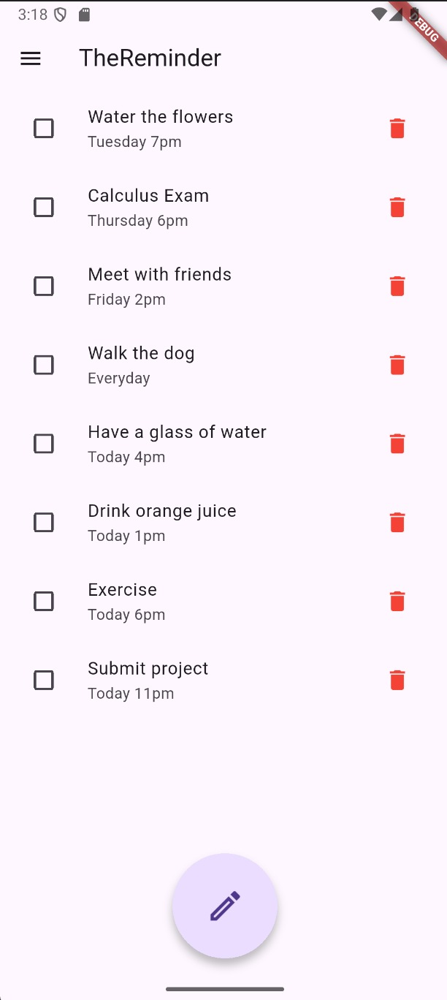 3:18
DEBUG
TheReminder
Water the flowers
Tuesday 7pm
Calculus Exam
Thursday 6pm
Meet with friends
Friday 2pm
Walk the dog
Everyday
Have a glass of water
Today 4pm
Drink orange juice
Today 1pm
Exercise
Today 6pm
Submit project
Today 11pm